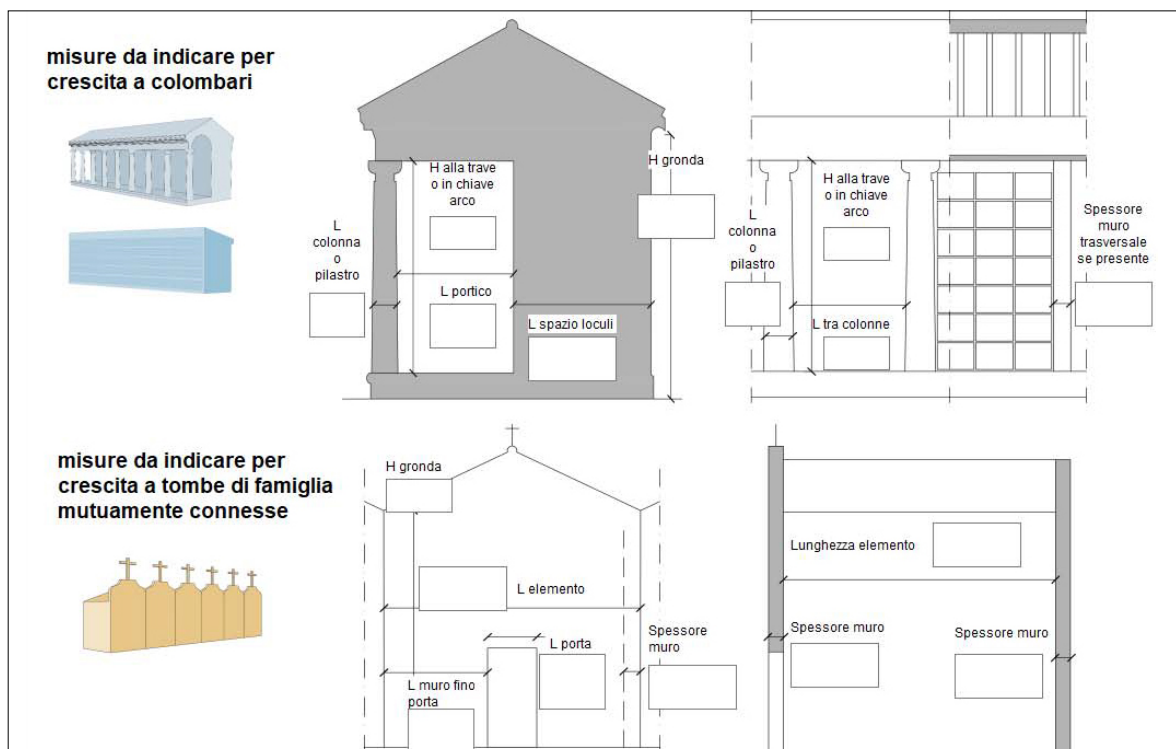 misure da indicare per
crescita a colombari
H alla trave
o in chiave
arco
H gronda
L
colonna
o
pilastro
L portico
L spazio loculi
H alla trave
o in chiave
arco
L
colonna
o
pilastro
L tra colonne
Spessore
muro
trasversale
se presente
misure da indicare per
crescita a tombe di famiglia
mutuamente connesse
H gronda
L elemento
L porta
Spessore
muro
L muro fino
porta
Lunghezza elemento
Spessore muro
Spessore muro